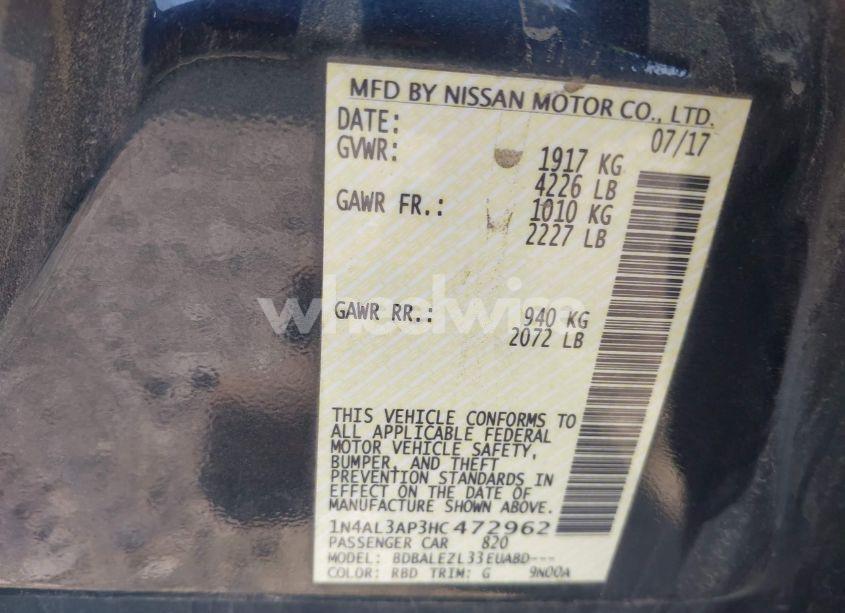 MFD BY NISSAN MOTOR CO., LTD.
DATE: 07/17
GVWR: 1917 KG
4226 LB
GAWR FR.: 1010 KG
2227 LB
wheelwire
GAWR RR.: 940 KG
2072 LB
THIS VEHICLE CONFORMS TO
ALL APPLICABLE FEDERAL
MOTOR VEHICLE SAFETY,
BUMPER, AND THEFT
PREVENTION STANDARDS IN
EFFECT ON THE DATE OF
MANUFACTURE SHOWN ABOVE.
1N4AL3AP3HC472962
PASSENGER CAR 820
MODEL: BDBALEZL33EUABD---
COLOR: RBD TRIM: G 9N00A